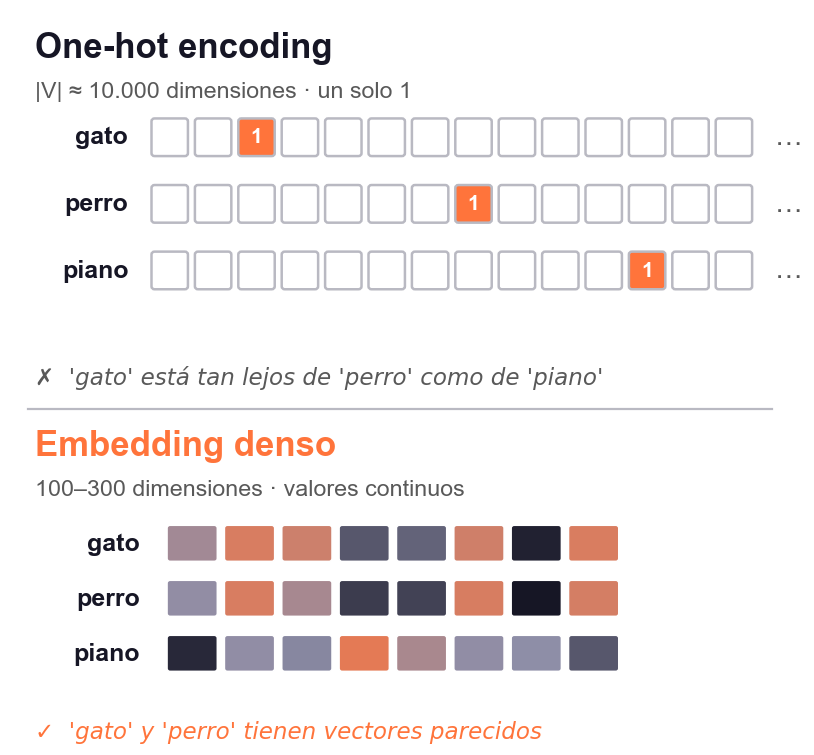 One-hot encoding
|V| ≈ 10.000 dimensiones · un solo 1
gato 1 ...
perro 1 ...
piano 1 ...
✗ 'gato' está tan lejos de 'perro' como de 'piano'
Embedding denso
100–300 dimensiones · valores continuos
gato
perro
piano
✓ 'gato' y 'perro' tienen vectores parecidos